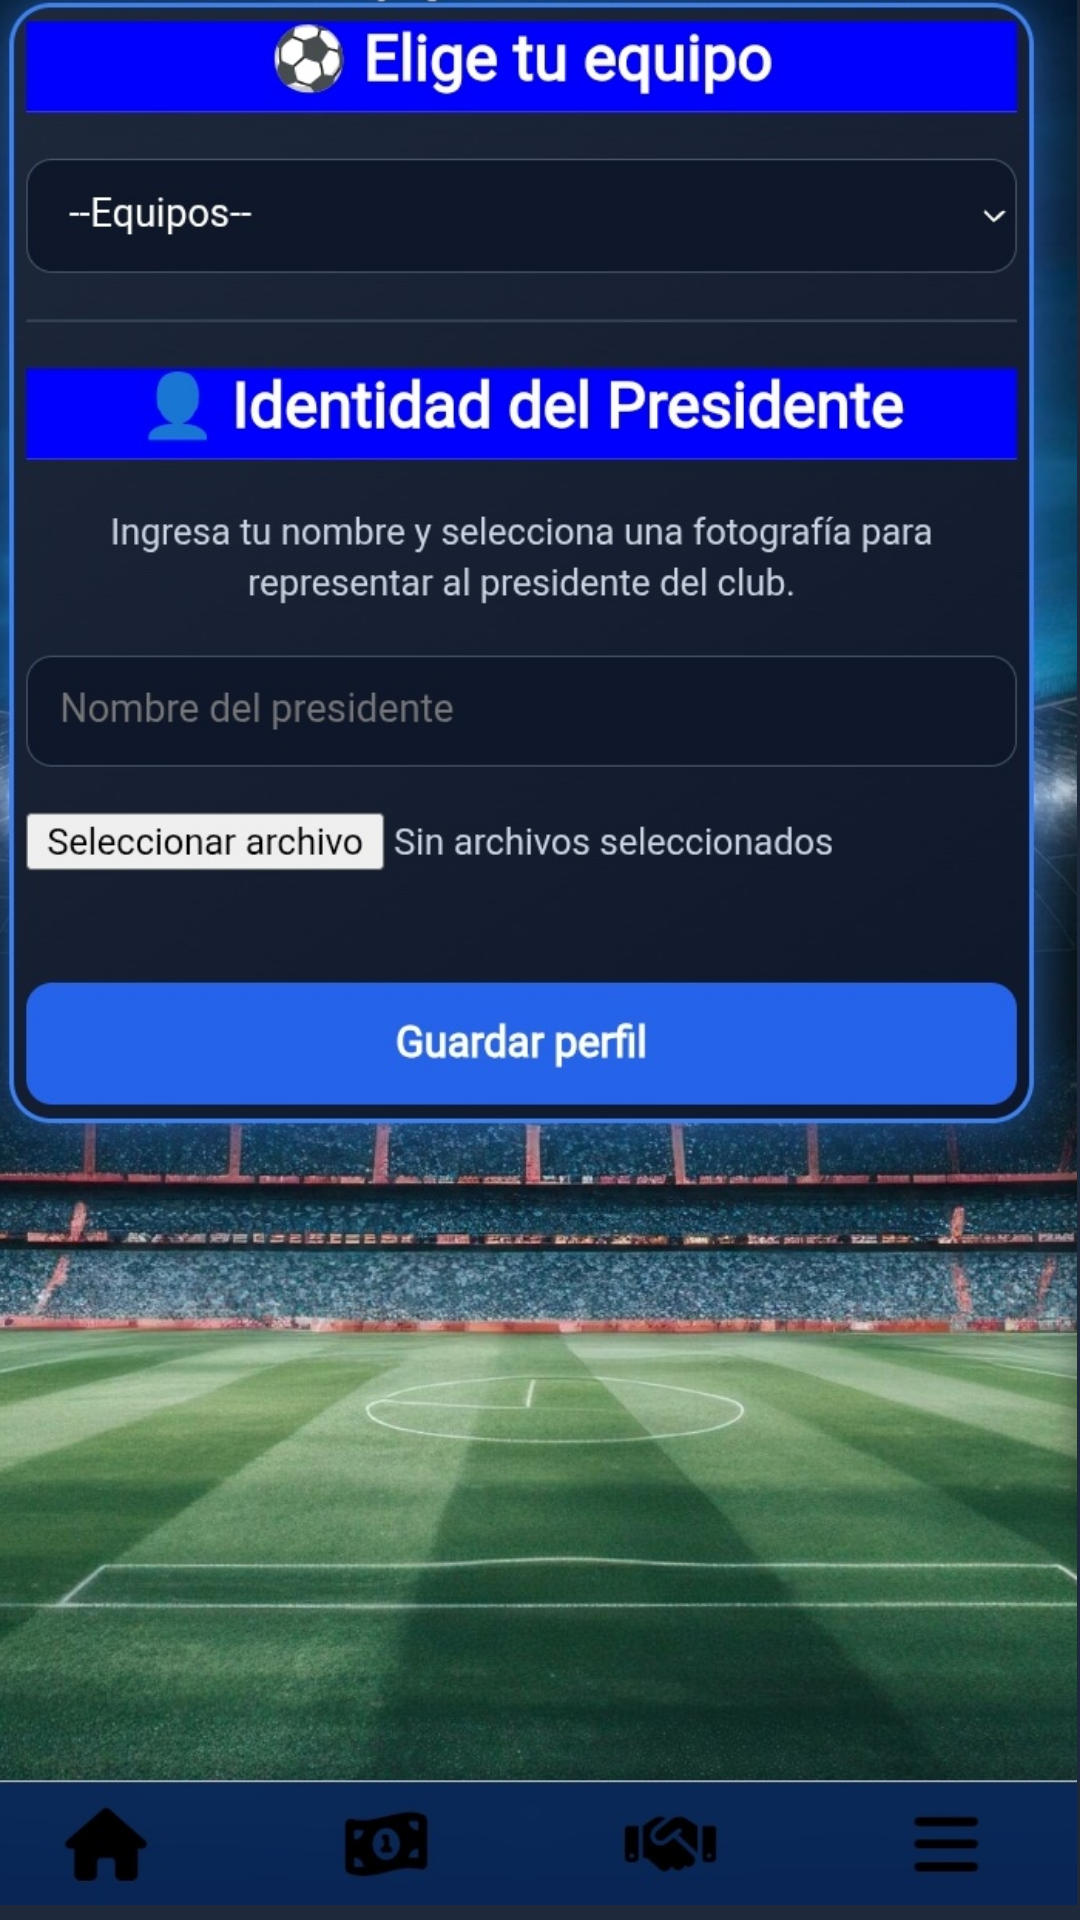 Elige tu equipo
--Equipos--
Identidad del Presidente
Ingresa tu nombre y selecciona una fotografía para
representar al presidente del club.
Nombre del presidente
Seleccionar archivo Sin archivos seleccionados
Guardar perfil
1